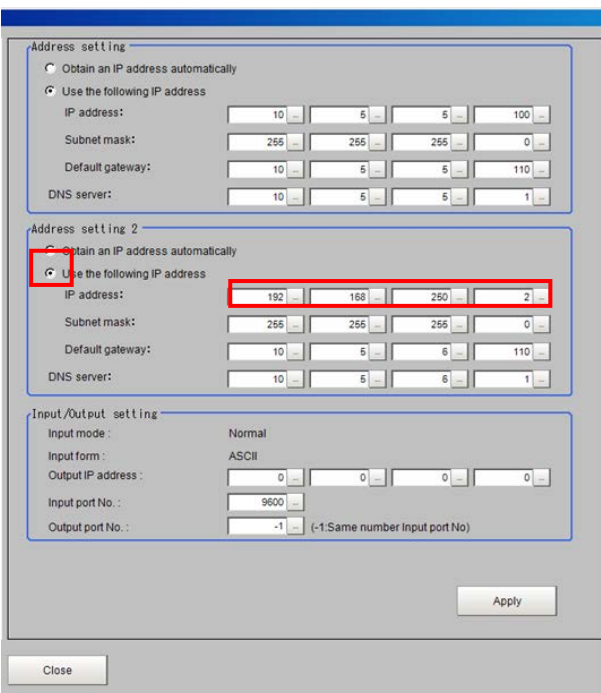 Address setting
Obtain an IP address automatically
Use the following IP address
IP address: 10 ... 5 ... 5 ... 100 ...
Subnet mask: 255 ... 255 ... 255 ... 0 ...
Default gateway: 10 ... 5 ... 5 ... 110 ...
DNS server: 10 ... 5 ... 5 ... 1 ...
Address setting 2
Obtain an IP address automatically
Use the following IP address
IP address: 192 ... 168 ... 250 ... 2 ...
Subnet mask: 255 ... 255 ... 255 ... 0 ...
Default gateway: 10 ... 5 ... 6 ... 110 ...
DNS server: 10 ... 5 ... 6 ... 1 ...
Input/Output setting
Input mode : Normal
Input form : ASCII
Output IP address : 0 ... 0 ... 0 ... 0 ...
Input port No. : 9600 ...
Output port No. : -1 ... (-1:Same number Input port No)
Apply
Close